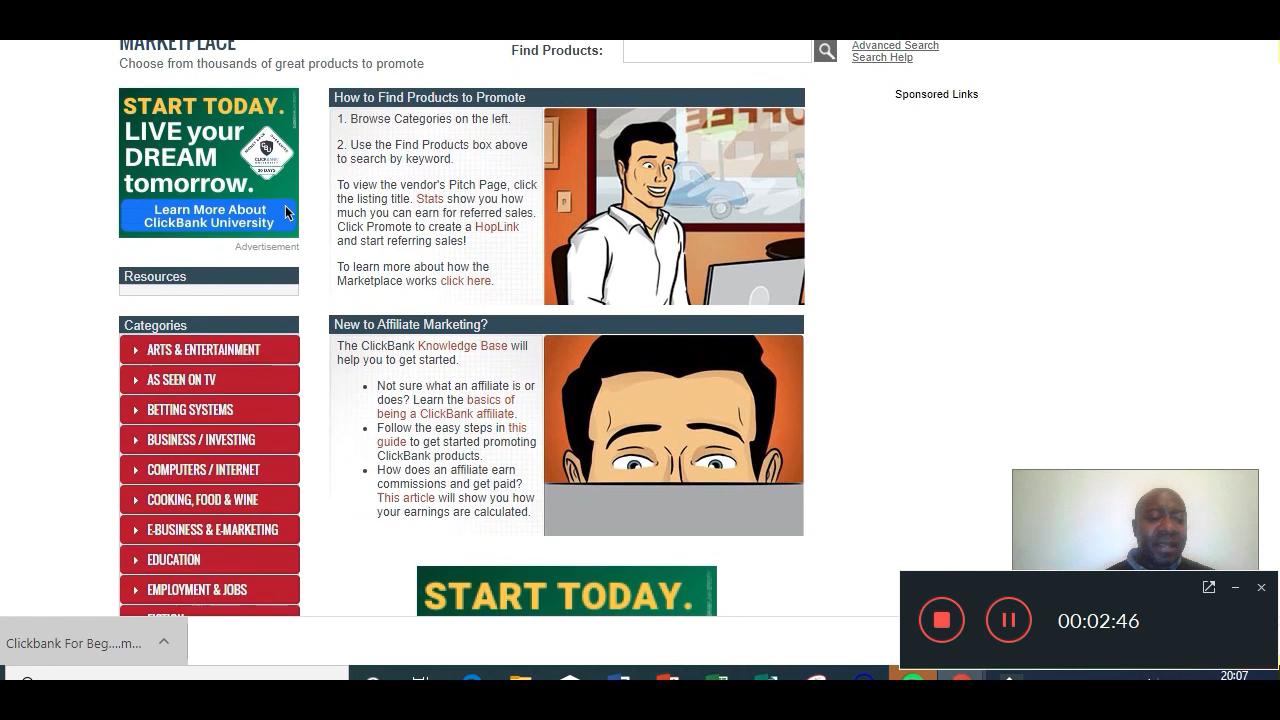 MARKETPLACE
Choose from thousands of great products to promote
Find Products:
Advanced Search
Search Help
START TODAY.
LIVE your
DREAM
tomorrow.
CLICKBANK
UNIVERSITY
30 DAYS
Learn More About
ClickBank University
Advertisement
Resources
Categories
ARTS & ENTERTAINMENT
AS SEEN ON TV
BETTING SYSTEMS
BUSINESS / INVESTING
COMPUTERS / INTERNET
COOKING, FOOD & WINE
E-BUSINESS & E-MARKETING
EDUCATION
EMPLOYMENT & JOBS
FICTION
How to Find Products to Promote
1. Browse Categories on the left.
2. Use the Find Products box above
to search by keyword.
To view the vendor's Pitch Page, click
the listing title. Stats show you how
much you can earn for referred sales.
Click Promote to create a HopLink
and start referring sales!
To learn more about how the
Marketplace works click here.
New to Affiliate Marketing?
The ClickBank Knowledge Base will
help you to get started.
Not sure what an affiliate is or
does? Learn the basics of
being a ClickBank affiliate.
Follow the easy steps in this
guide to get started promoting
ClickBank products.
How does an affiliate earn
commissions and get paid?
This article will show you how
your earnings are calculated.
START TODAY.
Sponsored Links
00:02:46
Clickbank For Beg....m...
20:07